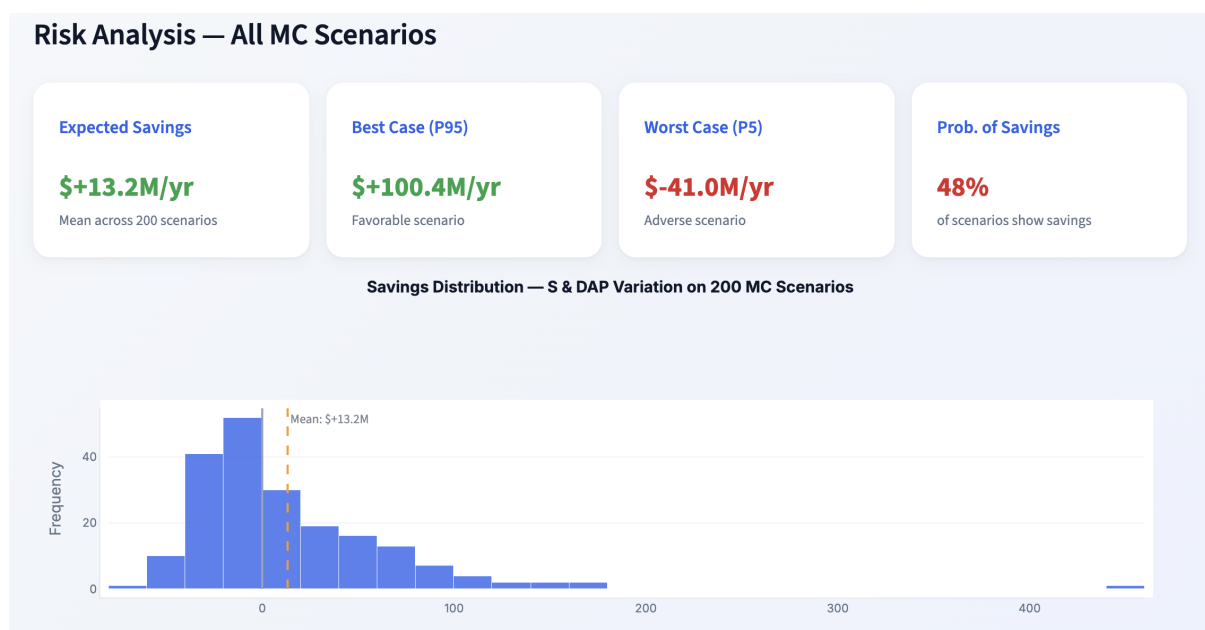 Risk Analysis — All MC Scenarios
Expected Savings
$+13.2M/yr
Mean across 200 scenarios
Best Case (P95)
$+100.4M/yr
Favorable scenario
Worst Case (P5)
$-41.0M/yr
Adverse scenario
Prob. of Savings
48%
of scenarios show savings
Savings Distribution — S & DAP Variation on 200 MC Scenarios
Mean: $+13.2M
Frequency
40
20
0
0 100 200 300 400